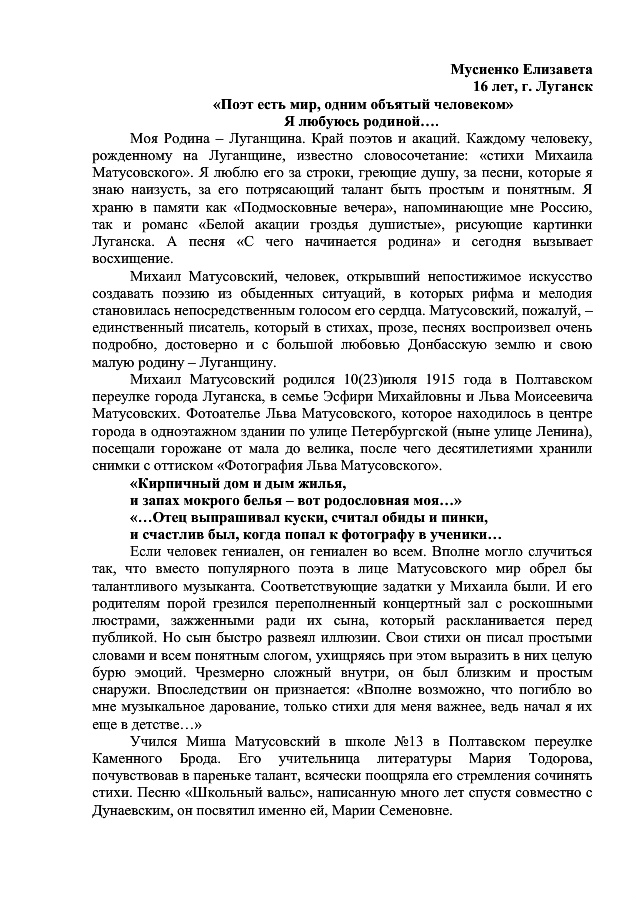 Мусиенко Елизавета
16 лет, г. Луганск
«Поэт есть мир, одним объятый человеком»
Я любуюсь родиной….
Моя Родина – Луганщина. Край поэтов и акаций. Каждому человеку,
рожденному на Луганщине, известно словосочетание: «стихи Михаила
Матусовского». Я люблю его за строки, греющие душу, за песни, которые я
знаю наизусть, за его потрясающий талант быть простым и понятным. Я
храню в памяти как «Подмосковные вечера», напоминающие мне Россию,
так и романс «Белой акации гроздья душистые», рисующие картинки
Луганска. А песня «С чего начинается родина» и сегодня вызывает
восхищение.
Михаил Матусовский, человек, открывший непостижимое искусство
создавать поэзию из обыденных ситуаций, в которых рифма и мелодия
становилась непосредственным голосом его сердца. Матусовский, пожалуй, –
единственный писатель, который в стихах, прозе, песнях воспроизвел очень
подробно, достоверно и с большой любовью Донбасскую землю и свою
малую родину – Луганщину.
Михаил Матусовский родился 10(23)июля 1915 года в Полтавском
переулке города Луганска, в семье Эсфири Михайловны и Льва Моисеевича
Матусовских. Фотоателье Льва Матусовского, которое находилось в центре
города в одноэтажном здании по улице Петербургской (ныне улице Ленина),
посещали горожане от мала до велика, после чего десятилетиями хранили
снимки с оттиском «Фотография Льва Матусовского».
«Кирпичный дом и дым жилья,
и запах мокрого белья – вот родословная моя…»
«…Отец выпрашивал куски, считал обиды и пинки,
и счастлив был, когда попал к фотографу в ученики…
Если человек гениален, он гениален во всем. Вполне могло случиться
так, что вместо популярного поэта в лице Матусовского мир обрел бы
талантливого музыканта. Соответствующие задатки у Михаила были. И его
родителям порой грезился переполненный концертный зал с роскошными
люстрами, зажженными ради их сына, который раскланивается перед
публикой. Но сын быстро развеял иллюзии. Свои стихи он писал простыми
словами и всем понятным слогом, ухищряясь при этом выразить в них целую
бурю эмоций. Чрезмерно сложный внутри, он был близким и простым
снаружи. Впоследствии он признается: «Вполне возможно, что погибло во
мне музыкальное дарование, только стихи для меня важнее, ведь начал я их
еще в детстве…»
Учился Миша Матусовский в школе №13 в Полтавском переулке
Каменного Брода. Его учительница литературы Мария Тодорова,
почувствовав в пареньке талант, всячески поощряла его стремления сочинять
стихи. Песню «Школьный вальс», написанную много лет спустя совместно с
Дунаевским, он посвятил именно ей, Марии Семеновне.